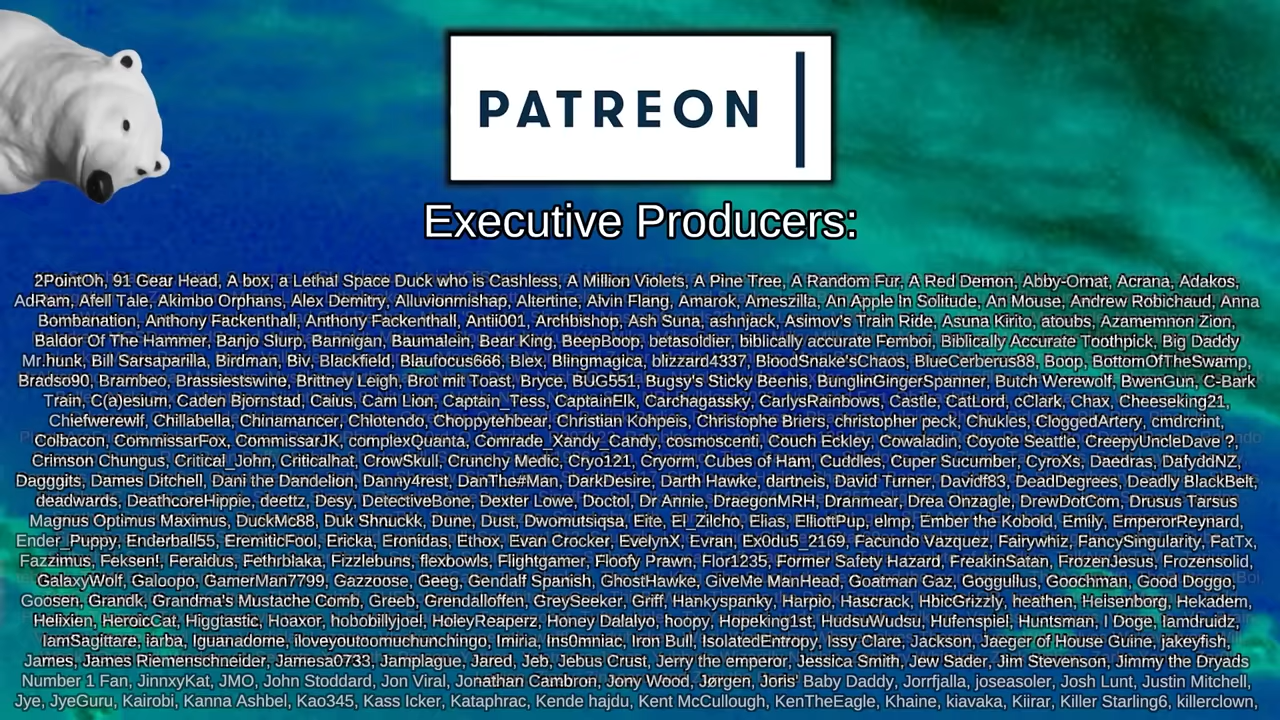 PATREON
Executive Producers:
2PointOh, 91 Gear Head, A box, a Lethal Space Duck who is Cashless, A Million Violets, A Pine Tree, A Random Fur, A Red Demon, Abby-Ornat, Acrana, Adakos,
AdRam, Afell Tale, Akimbo Orphans, Alex Demitry, Alluvionmishap, Altertine, Alvin Flang, Amarok, Ameszilla, An Apple In Solitude, An Mouse, Andrew Robichaud, Anna
Bombanation, Anthony Fackenthall, Anthony Fackenthall, Antii001, Archbishop, Ash Suna, ashnjack, Asimov's Train Ride, Asuna Kirito, atoubs, Azamemnon Zion,
Baldor Of The Hammer, Banjo Slurp, Bannigan, Baumalein, Bear King, BeepBoop, betasoldier, biblically accurate Femboi, Biblically Accurate Toothpick, Big Daddy
Mr.hunk, Bill Sarsaparilla, Birdman, Biv, Blackfield, Blaufocus666, Blex, Blingmagica, blizzard4337, BloodSnake'sChaos, BlueCerberus88, Boop, BottomOfTheSwamp,
Bradso90, Brambeo, Brassiestswine, Brittney Leigh, Brot mit Toast, Bryce, BUG551, Bugsy's Sticky Beenis, BunglinGingerSpanner, Butch Werewolf, BwenGun, C-Bark
Train, C(a)esium, Caden Bjornstad, Caius, Cam Lion, Captain_Tess, CaptainElk, Carchagassky, CarlysRainbows, Castle, CatLord, cClark, Chax, Cheeseking21,
Chiefwerewlf, Chillabella, Chinamancer, Chlotendo, Choppytehbear, Christian Kohpeis, Christophe Briers, christopher peck, Chukles, CloggedArtery, cmdrcrint,
Colbacon, CommissarFox, CommissarJK, complexQuanta, Comrade_Xandy_Candy, cosmoscenti, Couch Eckley, Cowaladin, Coyote Seattle, CreepyUncleDave ?,
Crimson Chungus, Critical_John, Criticalhat, CrowSkull, Crunchy Medic, Cryo121, Cryorm, Cubes of Ham, Cuddles, Cuper Sucumber, CyroXs, Daedras, DafyddNZ,
Dagggits, Dames Ditchell, Dani the Dandelion, Danny4rest, DanThe#Man, DarkDesire, Darth Hawke, dartneis, David Turner, Davidf83, DeadDegrees, Deadly BlackBelt,
deadwards, DeathcoreHippie, deettz, Desy, DetectiveBone, Dexter Lowe, Doctol, Dr Annie, DraegonMRH, Dranmear, Drea Onzagle, DrewDotCom, Drusus Tarsus
Magnus Optimus Maximus, DuckMc88, Duk Shnuckk, Dune, Dust, Dwomutsiqsa, Eite, El_Zilcho, Elias, ElliottPup, elmp, Ember the Kobold, Emily, EmperorReynard,
Ender_Puppy, Enderball55, EremiticFool, Ericka, Eronidas, Ethox, Evan Crocker, EvelynX, Evran, Ex0du5_2169, Facundo Vazquez, Fairywhiz, FancySingularity, FatTx,
Fazzimus, Feksen!, Feraldus, Fethrblaka, Fizzlebuns, flexbowls, Flightgamer, Floofy Prawn, Flor1235, Former Safety Hazard, FreakinSatan, FrozenJesus, Frozensolid,
GalaxyWolf, Galoopo, GamerMan7799, Gazzoose, Geeg, Gendalf Spanish, GhostHawke, GiveMe ManHead, Goatman Gaz, Goggullus, Goochman, Good Doggo,
Goosen, Grandk, Grandma's Mustache Comb, Greeb, Grendalloffen, GreySeeker, Griff, Hankyspanky, Harpio, Hascrack, HbicGrizzly, heathen, Heisenborg, Hekadem,
Helixien, HeroicCat, Higgtastic, Hoaxor, hobobillyjoel, HoleyReaperz, Honey Dalalyo, hoopy, Hopeking1st, HudsuWudsu, Hufenspiel, Huntsman, I Doge, Iamdruidz,
IamSagittare, iarba, Iguanadome, iloveyoutoomuchunchingo, Imiria, Ins0mniac, Iron Bull, IsolatedEntropy, Issy Clare, Jackson, Jaeger of House Guine, jakeyfish,
James, James Riemenschneider, Jamesa0733, Jamplague, Jared, Jeb, Jebus Crust, Jerry the emperor, Jessica Smith, Jew Sader, Jim Stevenson, Jimmy the Dryads
Number 1 Fan, JinnxyKat, JMO, John Stoddard, Jon Viral, Jonathan Cambron, Jony Wood, Jørgen, Joris' Baby Daddy, Jorrfjalla, joseasoler, Josh Lunt, Justin Mitchell,
Jye, JyeGuru, Kairobi, Kanna Ashbel, Kao345, Kass Icker, Kataphrac, Kende hajdu, Kent McCullough, KenTheEagle, Khaine, kiavaka, Kiirar, Killer Starling6, killerclown,